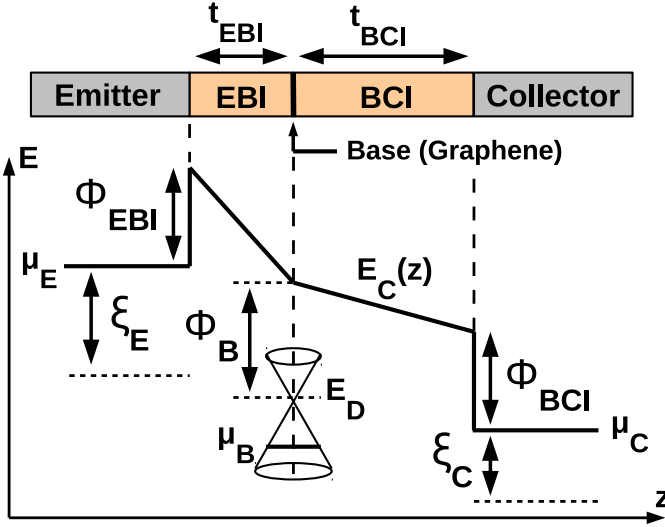 t_EBI t_BCI
Emitter EBI BCI Collector
E
Base (Graphene)
Φ_EBI
μ_E
E_C(z)
ξ_E
Φ_B
E_D
Φ_BCI
μ_B
μ_C
ξ_C
z